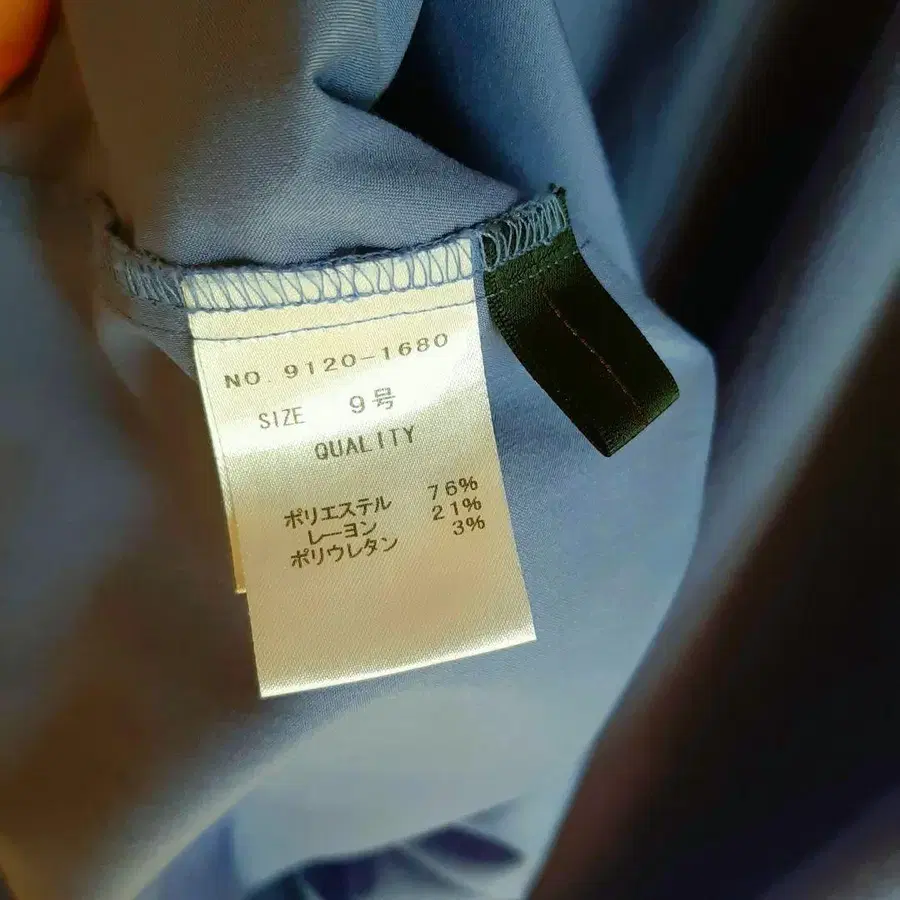 NO. 9120-1680
SIZE 9号
QUALITY
ポリエステル 76%
レーヨン 21%
ポリウレタン 3%